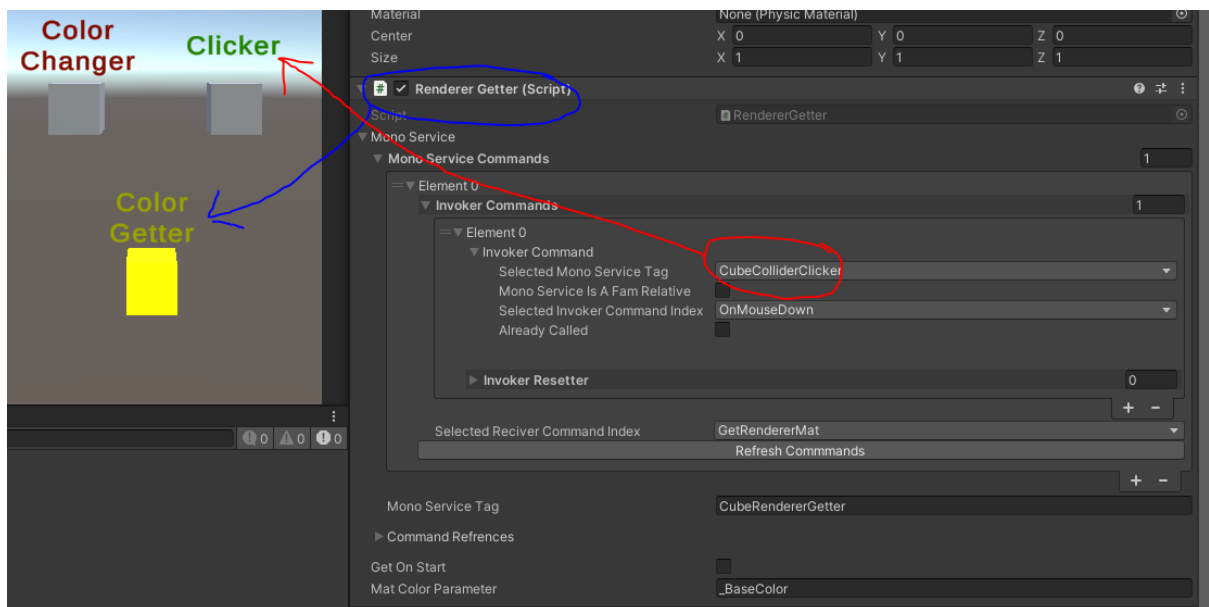 Color
Changer
Clicker
Color
Getter
0 0 0
Material None (Physic Material)
Center X 0 Y 0 Z 0
Size X 1 Y 1 Z 1
# Renderer Getter (Script)
Script # RendererGetter
Mono Service
Mono Service Commands 1
Element 0
Invoker Commands 1
Element 0
Invoker Command
Selected Mono Service Tag CubeColliderClicker
Mono Service Is A Fam Relative
Selected Invoker Command Index OnMouseDown
Already Called
Invoker Resetter 0
+ -
Selected Reciver Command Index GetRendererMat
Refresh Commmands
+ -
Mono Service Tag CubeRendererGetter
Command Refrences
Get On Start
Mat Color Parameter _BaseColor